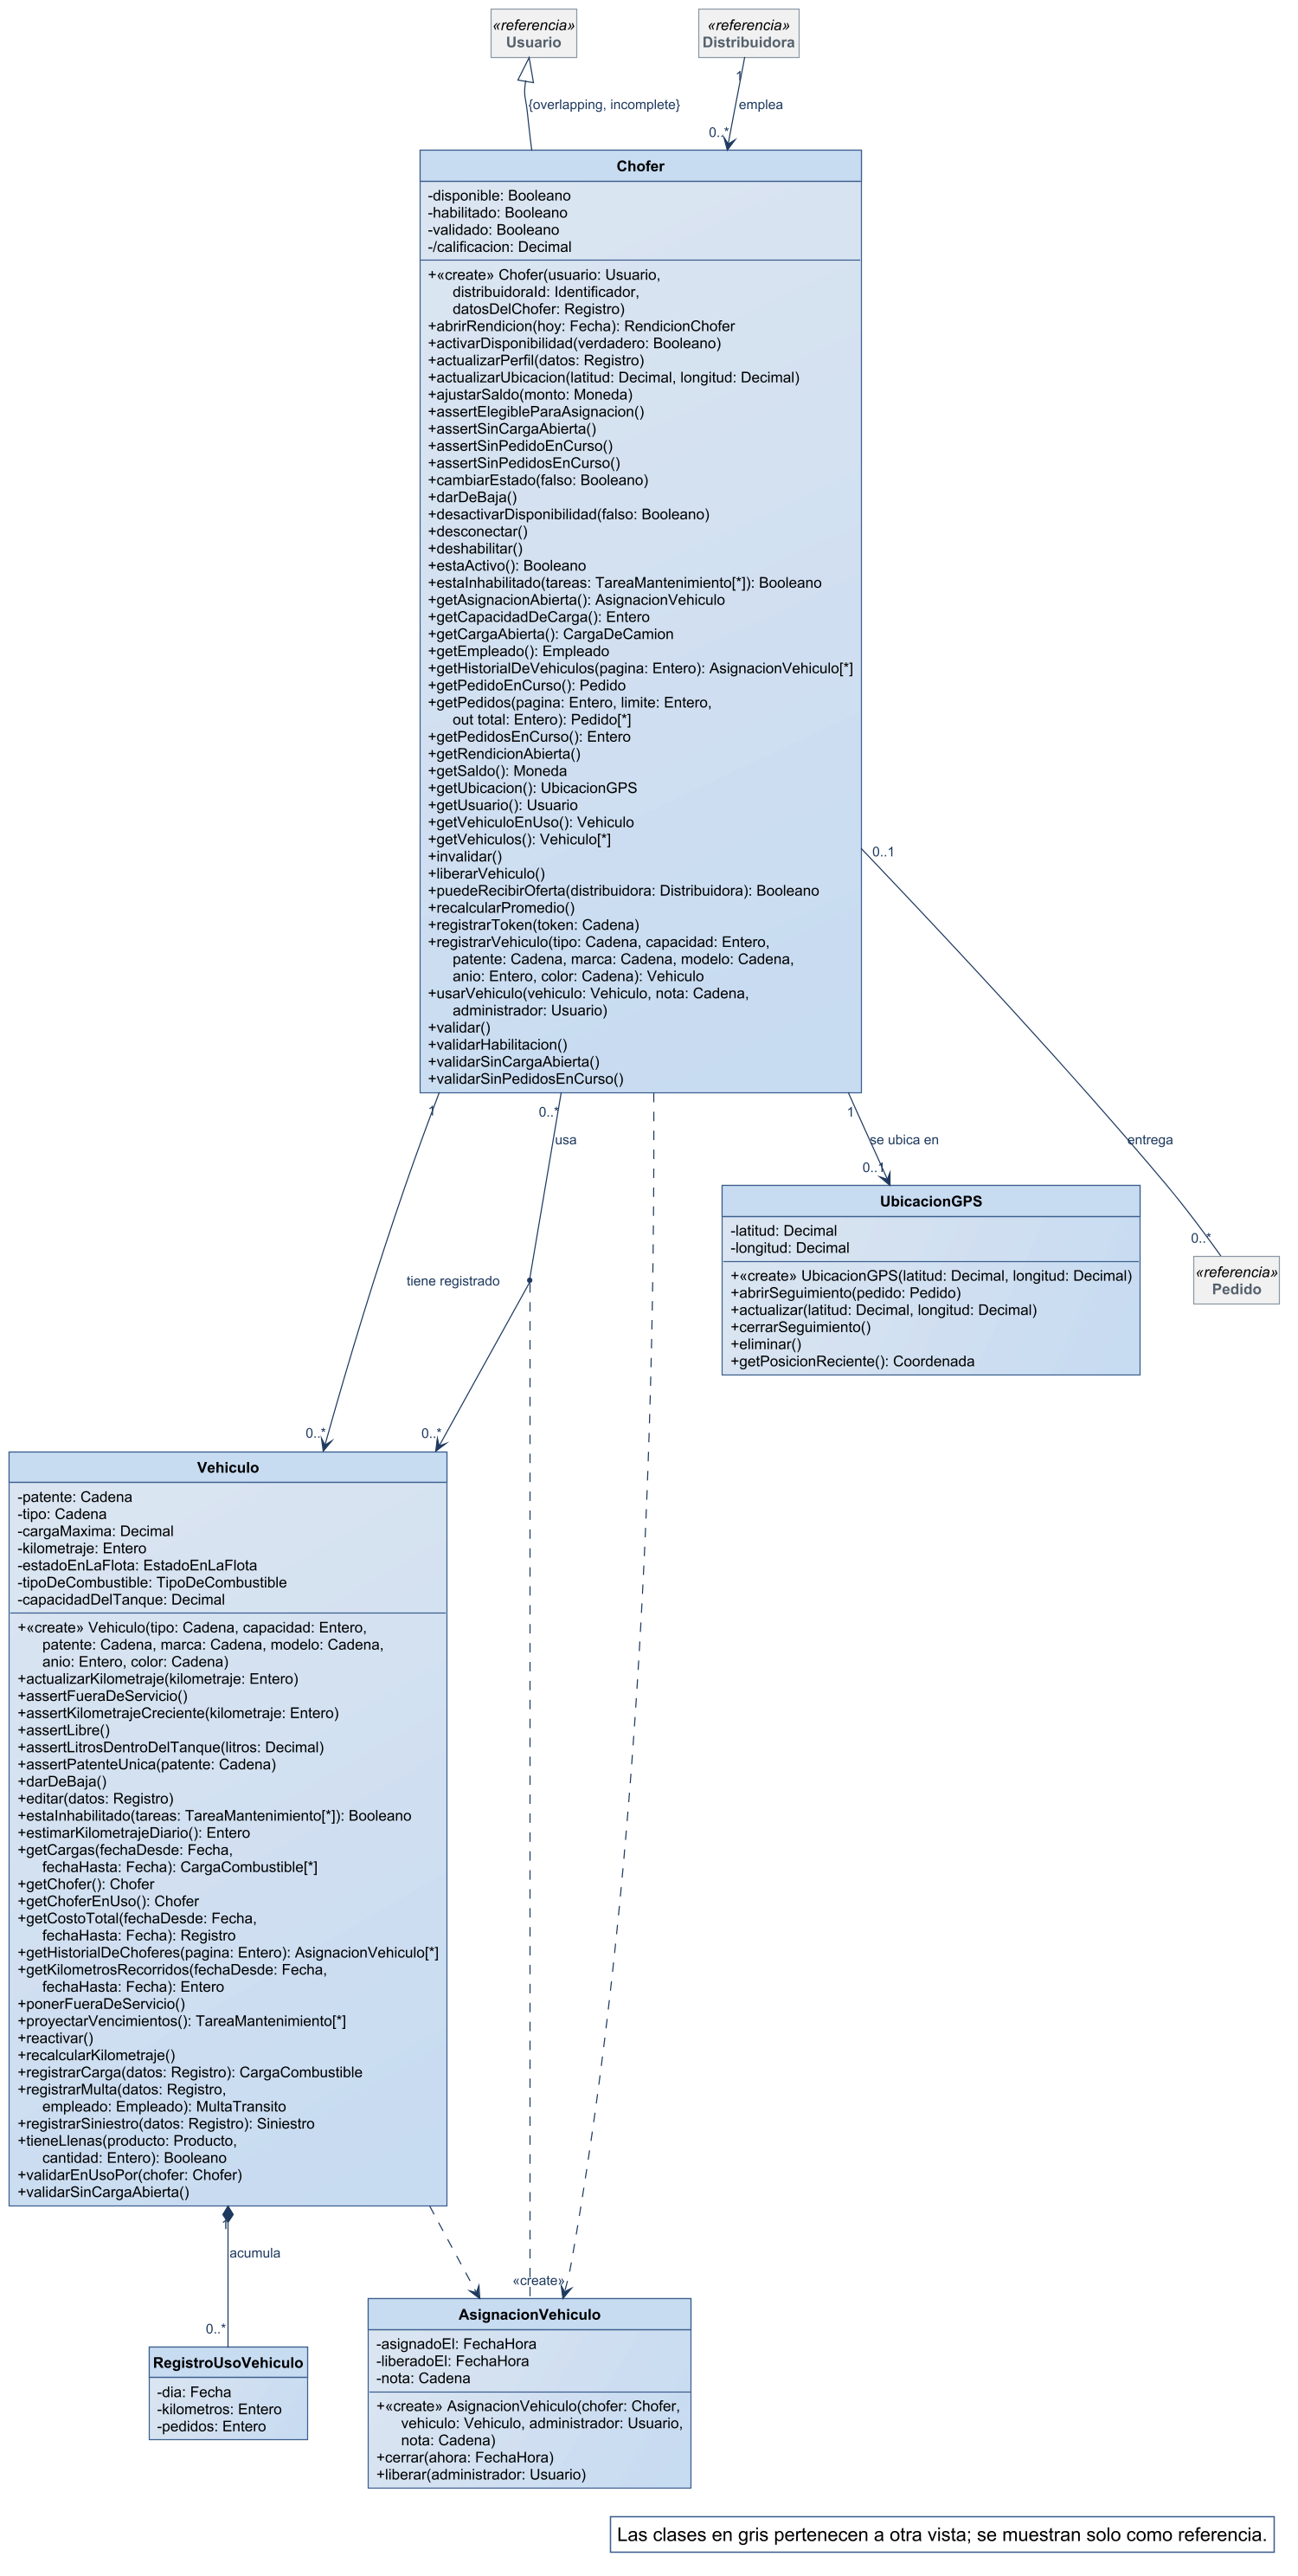 «referencia»
Usuario
«referencia»
Distribuidora
{overlapping, incomplete}
1
emplea
0..*
Chofer
-disponible: Booleano
-habilitado: Booleano
-validado: Booleano
-/calificacion: Decimal
+«create» Chofer(usuario: Usuario,
distribuidoraId: Identificador,
datosDelChofer: Registro)
+abrirRendicion(hoy: Fecha): RendicionChofer
+activarDisponibilidad(verdadero: Booleano)
+actualizarPerfil(datos: Registro)
+actualizarUbicacion(latitud: Decimal, longitud: Decimal)
+ajustarSaldo(monto: Moneda)
+assertElegibleParaAsignacion()
+assertSinCargaAbierta()
+assertSinPedidoEnCurso()
+assertSinPedidosEnCurso()
+cambiarEstado(falso: Booleano)
+darDeBaja()
+desactivarDisponibilidad(falso: Booleano)
+desconectar()
+deshabilitar()
+estaActivo(): Booleano
+estaInhabilitado(tareas: TareaMantenimiento[*]): Booleano
+getAsignacionAbierta(): AsignacionVehiculo
+getCapacidadDeCarga(): Entero
+getCargaAbierta(): CargaDeCamion
+getEmpleado(): Empleado
+getHistorialDeVehiculos(pagina: Entero): AsignacionVehiculo[*]
+getPedidoEnCurso(): Pedido
+getPedidos(pagina: Entero, limite: Entero,
out total: Entero): Pedido[*]
+getPedidosEnCurso(): Entero
+getRendicionAbierta()
+getSaldo(): Moneda
+getUbicacion(): UbicacionGPS
+getUsuario(): Usuario
+getVehiculoEnUso(): Vehiculo
+getVehiculos(): Vehiculo[*]
+invalidar()
+liberarVehiculo()
+puedeRecibirOferta(distribuidora: Distribuidora): Booleano
+recalcularPromedio()
+registrarToken(token: Cadena)
+registrarVehiculo(tipo: Cadena, capacidad: Entero,
patente: Cadena, marca: Cadena, modelo: Cadena,
anio: Entero, color: Cadena): Vehiculo
+usarVehiculo(vehiculo: Vehiculo, nota: Cadena,
administrador: Usuario)
+validar()
+validarHabilitacion()
+validarSinCargaAbierta()
+validarSinPedidosEnCurso()
0..1
entrega
0..*
«referencia»
Pedido
1
tiene registrado
0..*
0..*
usa
0..*
1
se ubica en
0..1
UbicacionGPS
-latitud: Decimal
-longitud: Decimal
+«create» UbicacionGPS(latitud: Decimal, longitud: Decimal)
+abrirSeguimiento(pedido: Pedido)
+actualizar(latitud: Decimal, longitud: Decimal)
+cerrarSeguimiento()
+eliminar()
+getPosicionReciente(): Coordenada
Vehiculo
-patente: Cadena
-tipo: Cadena
-cargaMaxima: Decimal
-kilometraje: Entero
-estadoEnLaFlota: EstadoEnLaFlota
-tipoDeCombustible: TipoDeCombustible
-capacidadDelTanque: Decimal
+«create» Vehiculo(tipo: Cadena, capacidad: Entero,
patente: Cadena, marca: Cadena, modelo: Cadena,
anio: Entero, color: Cadena)
+actualizarKilometraje(kilometraje: Entero)
+assertFueraDeServicio()
+assertKilometrajeCreciente(kilometraje: Entero)
+assertLibre()
+assertLitrosDentroDelTanque(litros: Decimal)
+assertPatenteUnica(patente: Cadena)
+darDeBaja()
+editar(datos: Registro)
+estaInhabilitado(tareas: TareaMantenimiento[*]): Booleano
+estimarKilometrajeDiario(): Entero
+getCargas(fechaDesde: Fecha,
fechaHasta: Fecha): CargaCombustible[*]
+getChofer(): Chofer
+getChoferEnUso(): Chofer
+getCostoTotal(fechaDesde: Fecha,
fechaHasta: Fecha): Registro
+getHistorialDeChoferes(pagina: Entero): AsignacionVehiculo[*]
+getKilometrosRecorridos(fechaDesde: Fecha,
fechaHasta: Fecha): Entero
+ponerFueraDeServicio()
+proyectarVencimientos(): TareaMantenimiento[*]
+reactivar()
+recalcularKilometraje()
+registrarCarga(datos: Registro): CargaCombustible
+registrarMulta(datos: Registro,
empleado: Empleado): MultaTransito
+registrarSiniestro(datos: Registro): Siniestro
+tieneLlenas(producto: Producto,
cantidad: Entero): Booleano
+validarEnUsoPor(chofer: Chofer)
+validarSinCargaAbierta()
1
acumula
0..*
«create»
RegistroUsoVehiculo
-dia: Fecha
-kilometros: Entero
-pedidos: Entero
AsignacionVehiculo
-asignadoEl: FechaHora
-liberadoEl: FechaHora
-nota: Cadena
+«create» AsignacionVehiculo(chofer: Chofer,
vehiculo: Vehiculo, administrador: Usuario,
nota: Cadena)
+cerrar(ahora: FechaHora)
+liberar(administrador: Usuario)
Las clases en gris pertenecen a otra vista; se muestran solo como referencia.